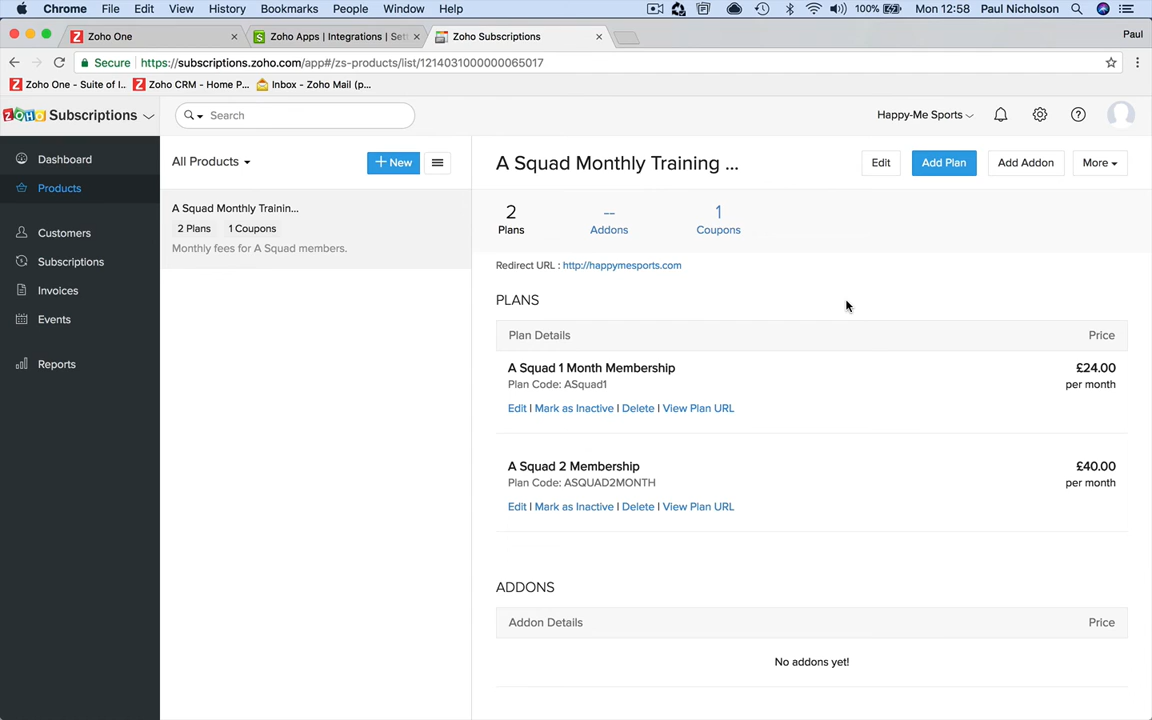 Chrome File Edit View History Bookmarks People Window Help 100% Mon 12:58 Paul Nicholson
Zoho One Zoho Apps | Integrations | Set Zoho Subscriptions Paul
Secure https://subscriptions.zoho.com/app#/zs-products/list/1214031000000065017
Zoho One - Suite of I.. Zoho CRM - Home P... Inbox - Zoho Mail (p...
ZOHO Subscriptions Search Happy-Me Sports
Dashboard
Products
Customers
Subscriptions
Invoices
Events
Reports
All Products + New
A Squad Monthly Trainin...
2 Plans 1 Coupons
Monthly fees for A Squad members.
A Squad Monthly Training ... Edit Add Plan Add Addon More
2 -- 1
Plans Addons Coupons
Redirect URL : http://happymesports.com
PLANS
Plan Details Price
A Squad 1 Month Membership £24.00
Plan Code: ASquad1 per month
Edit | Mark as Inactive | Delete | View Plan URL
A Squad 2 Membership £40.00
Plan Code: ASQUAD2MONTH per month
Edit | Mark as Inactive | Delete | View Plan URL
ADDONS
Addon Details Price
No addons yet!